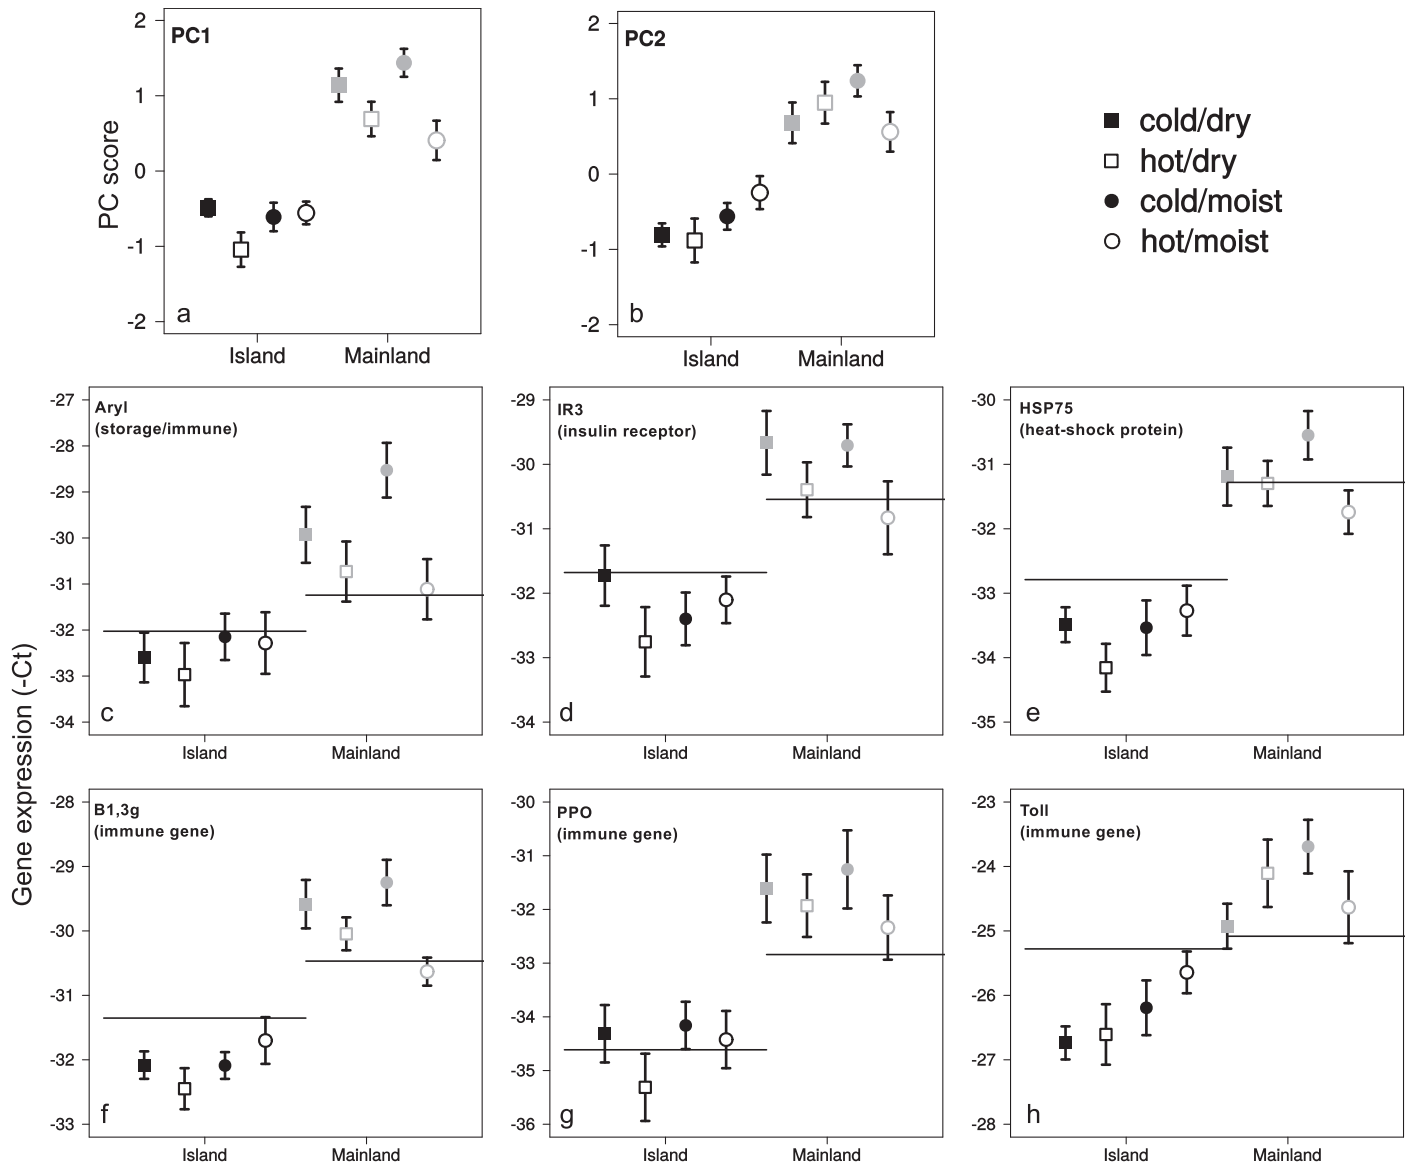 PC1
2
1
0
-1
-2
PC score
a
Island
Mainland
PC2
2
1
0
-1
-2
b
Island
Mainland
cold/dry
hot/dry
cold/moist
hot/moist
Gene expression (-Ct)
Aryl
(storage/immune)
-27
-28
-29
-30
-31
-32
-33
-34
c
Island
Mainland
IR3
(insulin receptor)
-29
-30
-31
-32
-33
-34
d
Island
Mainland
HSP75
(heat-shock protein)
-30
-31
-32
-33
-34
-35
e
Island
Mainland
B1,3g
(immune gene)
-28
-29
-30
-31
-32
-33
f
Island
Mainland
PPO
(immune gene)
-30
-31
-32
-33
-34
-35
-36
g
Island
Mainland
Toll
(immune gene)
-23
-24
-25
-26
-27
-28
h
Island
Mainland